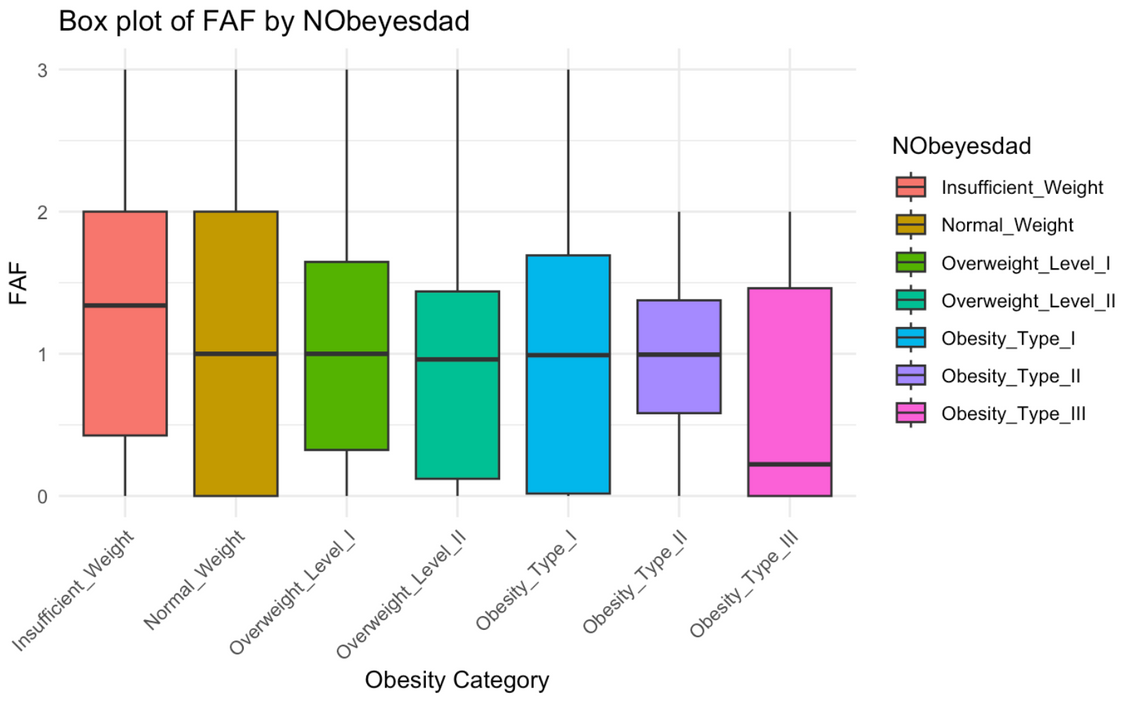 Box plot of FAF by NObeyesdad
3
2
1
0
FAF
Insufficient_Weight
Normal_Weight
Overweight_Level_I
Overweight_Level_II
Obesity_Type_I
Obesity_Type_II
Obesity_Type_III
Obesity Category
NObeyesdad
Insufficient_Weight
Normal_Weight
Overweight_Level_I
Overweight_Level_II
Obesity_Type_I
Obesity_Type_II
Obesity_Type_III